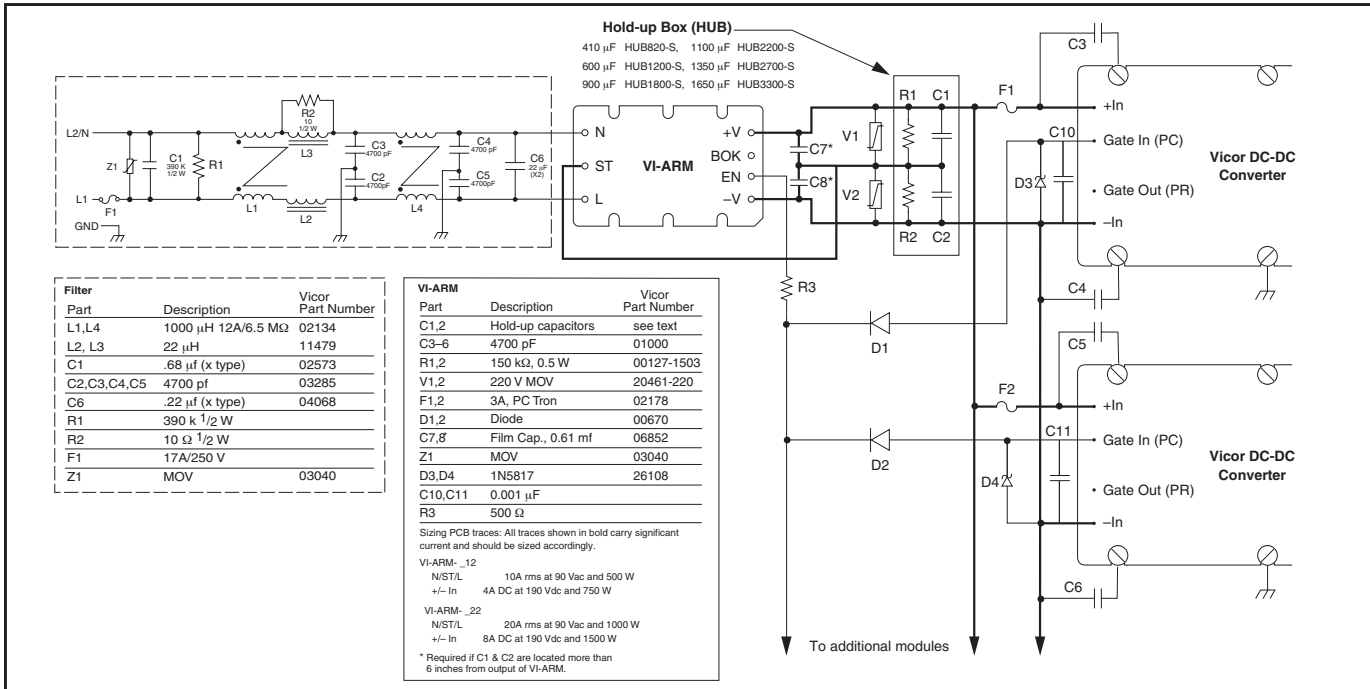 Hold-up Box (HUB)
410 µF HUB820-S, 1100 µF HUB2200-S
600 µF HUB1200-S, 1350 µF HUB2700-S
900 µF HUB1800-S, 1650 µF HUB3300-S
L2/N
Z1
C1
390 K
1/2 W
R1
R2
10
1/2 W
L3
C3
4700 pF
C2
4700pF
C4
4700 pF
C5
4700pF
C6
.22 µF
(X2)
L1
F1
GND
L1
L2
L4
N
ST
L
VI-ARM
+V
BOK
EN
–V
C7*
C8*
V1
V2
R1
C1
R2
C2
R3
D1
D2
F1
C3
+In
Gate In (PC)
Gate Out (PR)
–In
C10
D3
Vicor DC-DC
Converter
C4
C5
F2
+In
Gate In (PC)
Gate Out (PR)
–In
C11
D4
Vicor DC-DC
Converter
C6
To additional modules
Filter
Part Description Vicor Part Number
L1,L4 1000 µH 12A/6.5 MΩ 02134
L2, L3 22 µH 11479
C1 .68 µf (x type) 02573
C2,C3,C4,C5 4700 pf 03285
C6 .22 µf (x type) 04068
R1 390 k 1/2 W
R2 10 Ω 1/2 W
F1 17A/250 V
Z1 MOV 03040
VI-ARM
Part Description Vicor Part Number
C1,2 Hold-up capacitors see text
C3–6 4700 pF 01000
R1,2 150 kΩ, 0.5 W 00127-1503
V1,2 220 V MOV 20461-220
F1,2 3A, PC Tron 02178
D1,2 Diode 00670
C7,8* Film Cap., 0.61 mf 06852
Z1 MOV 03040
D3,D4 1N5817 26108
C10,C11 0.001 µF
R3 500 Ω
Sizing PCB traces: All traces shown in bold carry significant
current and should be sized accordingly.
VI-ARM- _12
N/ST/L 10A rms at 90 Vac and 500 W
+/– In 4A DC at 190 Vdc and 750 W
VI-ARM- _22
N/ST/L 20A rms at 90 Vac and 1000 W
+/– In 8A DC at 190 Vdc and 1500 W
* Required if C1 & C2 are located more than
6 inches from output of VI-ARM.